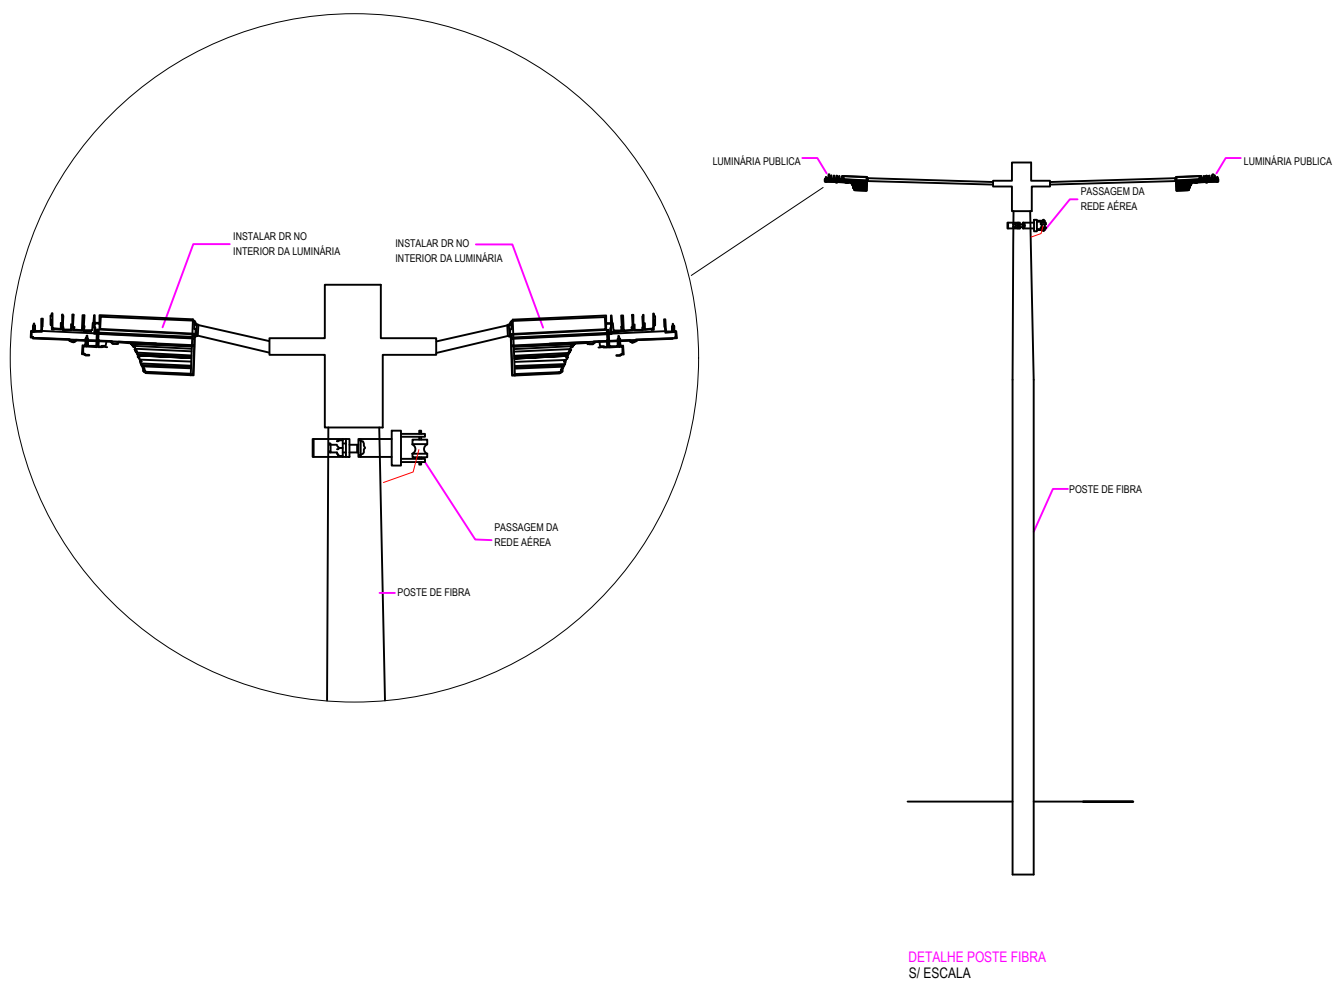 LUMINÁRIA PUBLICA
LUMINÁRIA PUBLICA
PASSAGEM DA
REDE AÉREA
INSTALAR DR NO
INTERIOR DA LUMINÁRIA
INSTALAR DR NO
INTERIOR DA LUMINÁRIA
POSTE DE FIBRA
PASSAGEM DA
REDE AÉREA
POSTE DE FIBRA
DETALHE POSTE FIBRA
S/ ESCALA